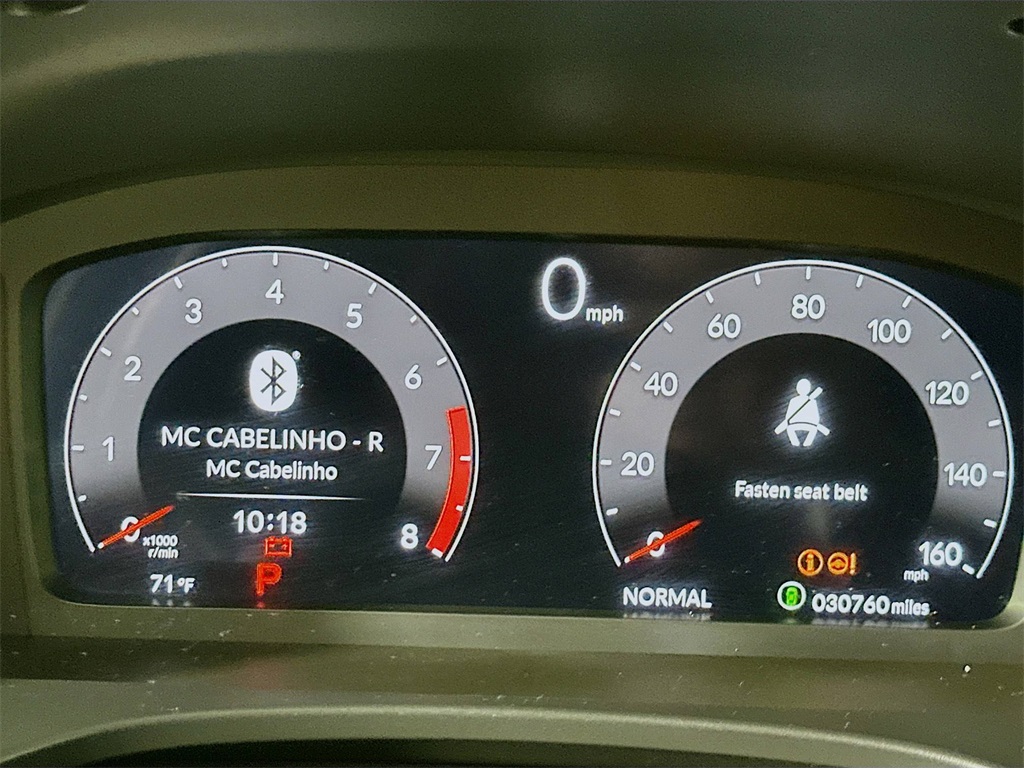 0 mph
0
1
2
3
4
5
6
7
8
x1000
r/min
MC CABELINHO - R
MC Cabelinho
10:18
71°F
P
0
20
40
60
80
100
120
140
160
mph
Fasten seat belt
NORMAL
030760 miles